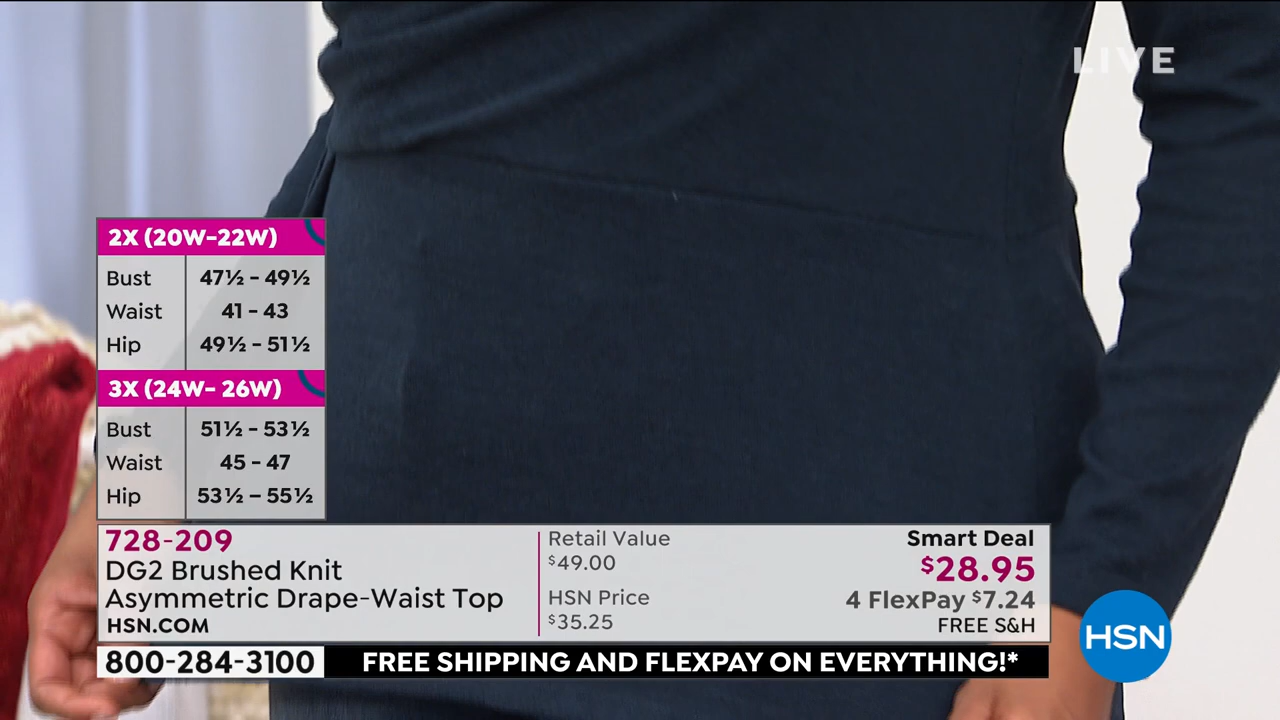 LIVE
2X (20W-22W)
Bust 47½ - 49½
Waist 41 - 43
Hip 49½ - 51½
3X (24W- 26W)
Bust 51½ - 53½
Waist 45 - 47
Hip 53½ - 55½
728-209
DG2 Brushed Knit
Asymmetric Drape-Waist Top
HSN.COM
Retail Value
$49.00
HSN Price
$35.25
Smart Deal
$28.95
4 FlexPay $7.24
FREE S&H
HSN
800-284-3100
FREE SHIPPING AND FLEXPAY ON EVERYTHING!*